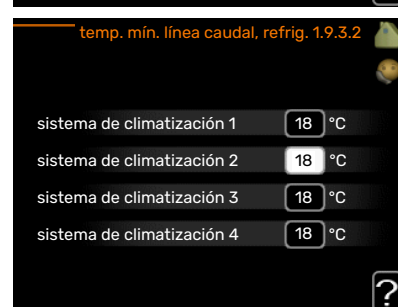 temp. mín. línea caudal, refrig. 1.9.3.2
sistema de climatización 1 18 °C
sistema de climatización 2 18 °C
sistema de climatización 3 18 °C
sistema de climatización 4 18 °C
?